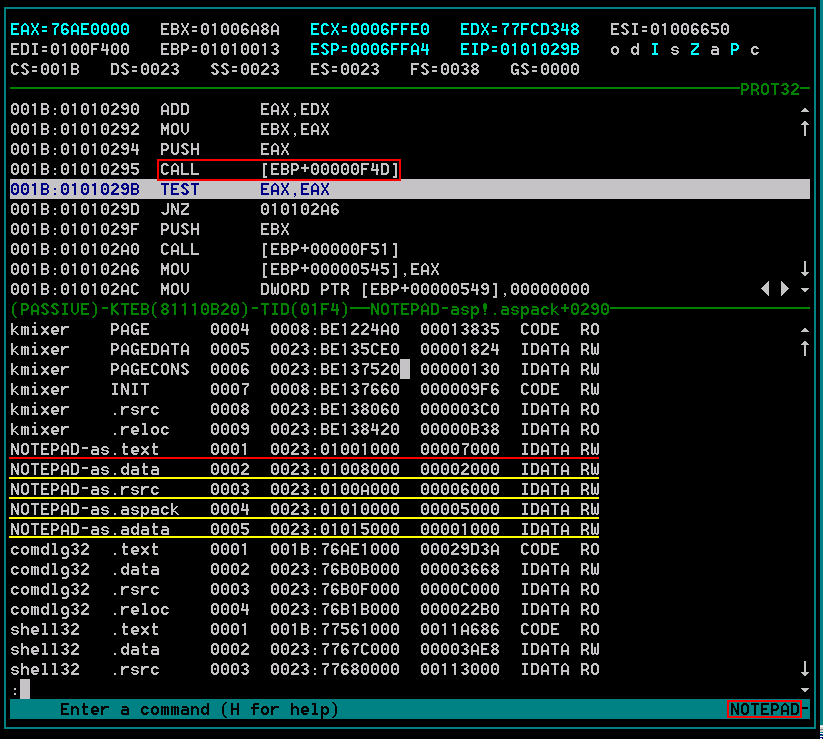 EAX=76AE0000 EBX=01006A8A ECX=0006FFE0 EDX=77FCD348 ESI=01006650
EDI=0100F400 EBP=01010013 ESP=0006FFA4 EIP=0101029B o d I s Z a P c
CS=001B DS=0023 SS=0023 ES=0023 FS=0038 GS=0000
PROT32
001B:01010290 ADD EAX,EDX
001B:01010292 MOV EBX,EAX
001B:01010294 PUSH EAX
001B:01010295 CALL [EBP+00000F4D]
001B:0101029B TEST EAX,EAX
001B:0101029D JNZ 010102A6
001B:0101029F PUSH EBX
001B:010102A0 CALL [EBP+00000F51]
001B:010102A6 MOV [EBP+00000545],EAX
001B:010102AC MOV DWORD PTR [EBP+00000549],00000000
(PASSIVE)-KTEB(81110B20)-TID(01F4)—NOTEPAD-asp!.aspack+0290
kmixer PAGE 0004 0008:BE1224A0 00013835 CODE RO
kmixer PAGEDATA 0005 0023:BE135CE0 00001824 IDATA RW
kmixer PAGECONS 0006 0023:BE137520 00000130 IDATA RW
kmixer INIT 0007 0008:BE137660 000009F6 CODE RW
kmixer .rsrc 0008 0023:BE138060 000003C0 IDATA RO
kmixer .reloc 0009 0023:BE138420 00000B38 IDATA RO
NOTEPAD-as.text 0001 0023:01001000 00007000 IDATA RW
NOTEPAD-as.data 0002 0023:01008000 00002000 IDATA RW
NOTEPAD-as.rsrc 0003 0023:0100A000 00006000 IDATA RW
NOTEPAD-as.aspack 0004 0023:01010000 00005000 IDATA RW
NOTEPAD-as.adata 0005 0023:01015000 00001000 IDATA RW
comdlg32 .text 0001 001B:76AE1000 00029D3A CODE RO
comdlg32 .data 0002 0023:76B0B000 00003668 IDATA RW
comdlg32 .rsrc 0003 0023:76B0F000 0000C000 IDATA RO
comdlg32 .reloc 0004 0023:76B1B000 000022B0 IDATA RO
shell32 .text 0001 001B:77561000 0011A686 CODE RO
shell32 .data 0002 0023:7767C000 00003AE8 IDATA RW
shell32 .rsrc 0003 0023:77680000 00113000 IDATA RO
:
Enter a command (H for help) NOTEPAD-